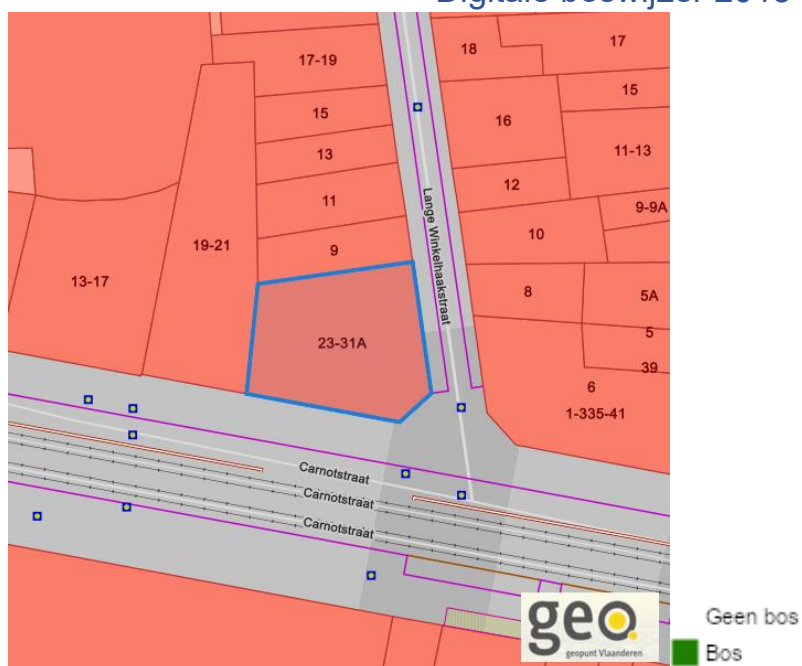 17-19
18
17
15
15
16
13
11-13
12
11
9-9A
19-21
Lange Winkelhaakstraat
10
9
13-17
8
5A
23-31A
5
39
6
1-335-41
Carnotstraat
Carnotstraat
Carnotstraat
geo
geopunt Vlaanderen
Geen bos
Bos